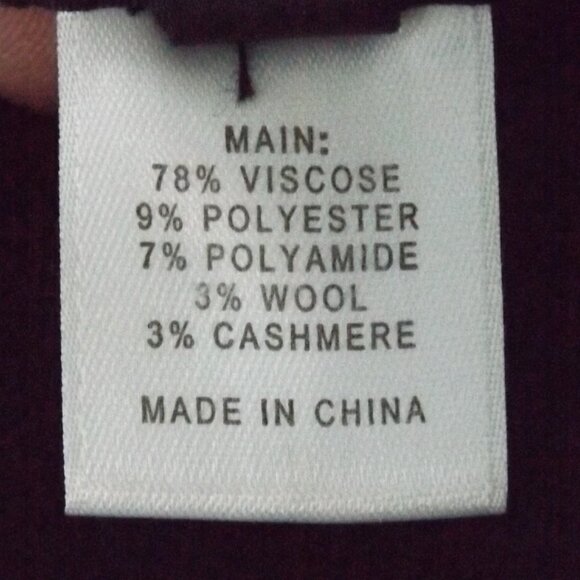 MAIN:
78% VISCOSE
9% POLYESTER
7% POLYAMIDE
3% WOOL
3% CASHMERE
MADE IN CHINA